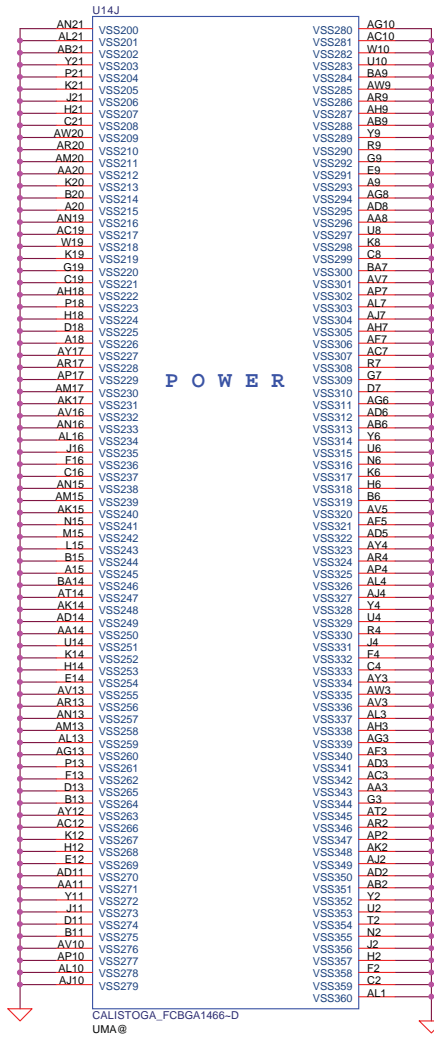 U14J
AN21 VSS200 VSS280 AG10
AL21 VSS201 VSS281 AC10
AB21 VSS202 VSS282 W10
Y21 VSS203 VSS283 U10
P21 VSS204 VSS284 BA9
K21 VSS205 VSS285 AW9
J21 VSS206 VSS286 AR9
H21 VSS207 VSS287 AH9
C21 VSS208 VSS288 AB9
AW20 VSS209 VSS289 Y9
AR20 VSS210 VSS290 R9
AM20 VSS211 VSS292 G9
AA20 VSS212 VSS291 E9
K20 VSS213 VSS293 A9
B20 VSS214 VSS294 AG8
A20 VSS215 VSS295 AD8
AN19 VSS216 VSS296 AA8
AC19 VSS217 VSS297 U8
W19 VSS218 VSS298 K8
K19 VSS219 VSS299 C8
G19 VSS220 VSS300 BA7
C19 VSS221 VSS301 AV7
AH18 VSS222 VSS302 AP7
P18 VSS223 VSS303 AL7
H18 VSS224 VSS304 AJ7
D18 VSS225 VSS305 AH7
A18 VSS226 VSS306 AF7
AY17 VSS227 VSS307 AC7
AR17 VSS228 VSS308 R7
AP17 VSS229 POWER VSS309 G7
AM17 VSS230 VSS310 D7
AK17 VSS231 VSS311 AG6
AV16 VSS232 VSS312 AD6
AN16 VSS233 VSS313 AB6
AL16 VSS234 VSS314 Y6
J16 VSS235 VSS315 U6
F16 VSS236 VSS316 N6
C16 VSS237 VSS317 K6
AN15 VSS238 VSS318 H6
AM15 VSS239 VSS319 B6
AK15 VSS240 VSS320 AV5
N15 VSS241 VSS321 AF5
M15 VSS242 VSS322 AD5
L15 VSS243 VSS323 AY4
B15 VSS244 VSS324 AR4
A15 VSS245 VSS325 AP4
BA14 VSS246 VSS326 AL4
AT14 VSS247 VSS327 AJ4
AK14 VSS248 VSS328 Y4
AD14 VSS249 VSS329 U4
AA14 VSS250 VSS330 R4
U14 VSS251 VSS331 J4
K14 VSS252 VSS332 F4
H14 VSS253 VSS333 C4
E14 VSS254 VSS334 AY3
AV13 VSS255 VSS335 AW3
AR13 VSS256 VSS336 AV3
AN13 VSS257 VSS337 AL3
AM13 VSS258 VSS338 AH3
AL13 VSS259 VSS339 AG3
AG13 VSS260 VSS340 AF3
P13 VSS261 VSS341 AD3
F13 VSS262 VSS342 AC3
D13 VSS265 VSS343 AA3
B13 VSS264 VSS344 G3
AY12 VSS263 VSS345 AT2
AC12 VSS266 VSS346 AR2
K12 VSS267 VSS347 AP2
H12 VSS268 VSS348 AK2
E12 VSS269 VSS349 AJ2
AD11 VSS270 VSS350 AD2
AA11 VSS271 VSS351 AB2
Y11 VSS272 VSS352 Y2
J11 VSS273 VSS353 U2
D11 VSS274 VSS354 T2
B11 VSS275 VSS355 N2
AV10 VSS276 VSS356 J2
AP10 VSS277 VSS357 H2
AL10 VSS278 VSS358 F2
AJ10 VSS279 VSS359 C2
VSS360 AL1
CALISTOGA_FCBGA1466~D
UMA@